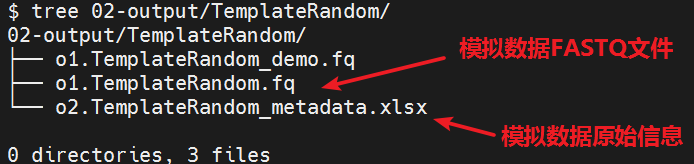 $ tree 02-output/TemplateRandom/
02-output/TemplateRandom/
├── o1.TemplateRandom_demo.fq
├── o1.TemplateRandom.fq
└── o2.TemplateRandom_metadata.xlsx
模拟数据FASTQ文件
模拟数据原始信息
0 directories, 3 files